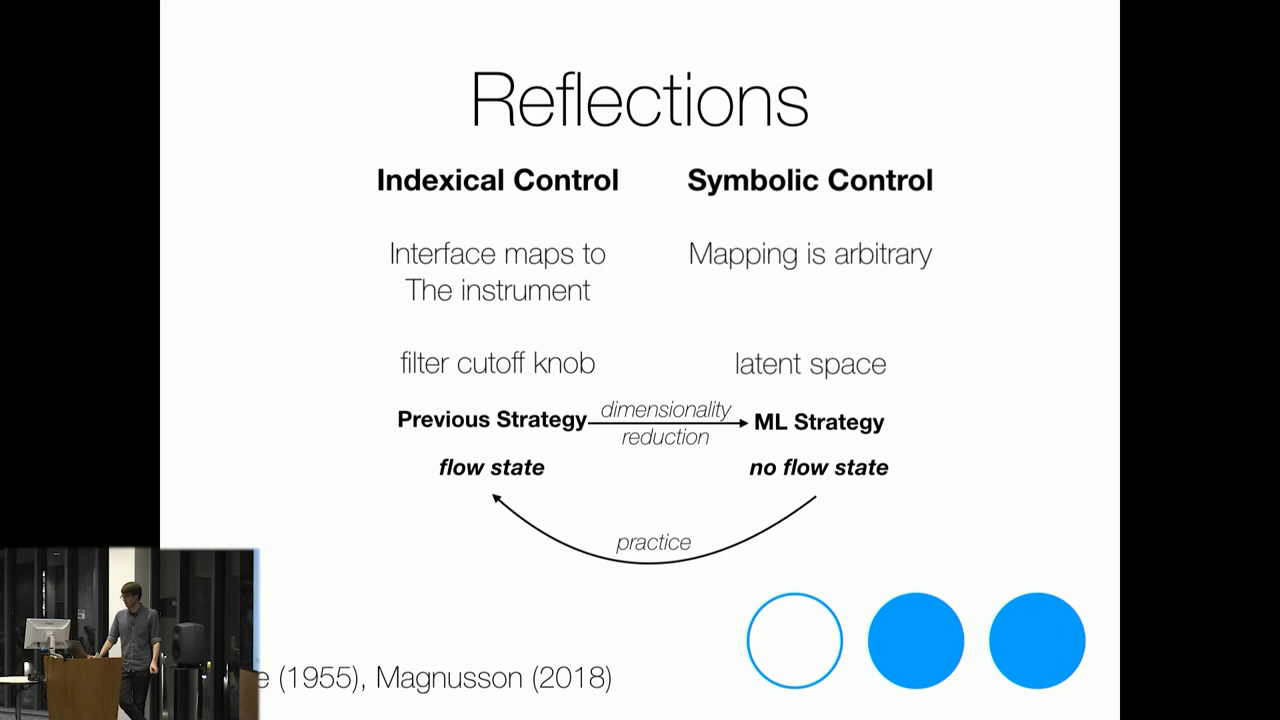 Reflections
Indexical Control
Symbolic Control
Interface maps to
The instrument
Mapping is arbitrary
filter cutoff knob
latent space
Previous Strategy
dimensionality
reduction
ML Strategy
flow state
no flow state
practice
(1955), Magnusson (2018)